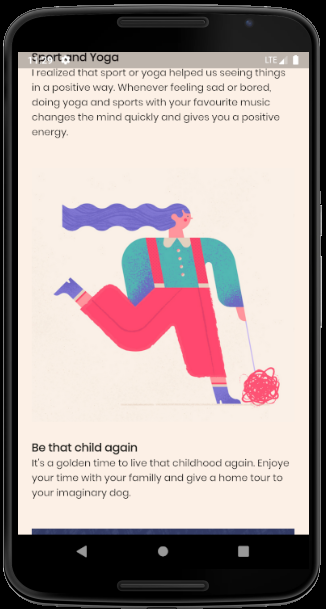 Sport and Yoga
LTE
I realized that sport or yoga helped us seeing things
in a positive way. Whenever feeling sad or bored,
doing yoga and sports with your favourite music
changes the mind quickly and gives you a positive
energy.
Be that child again
It's a golden time to live that childhood again. Enjoye
your time with your familly and give a home tour to
your imaginary dog.